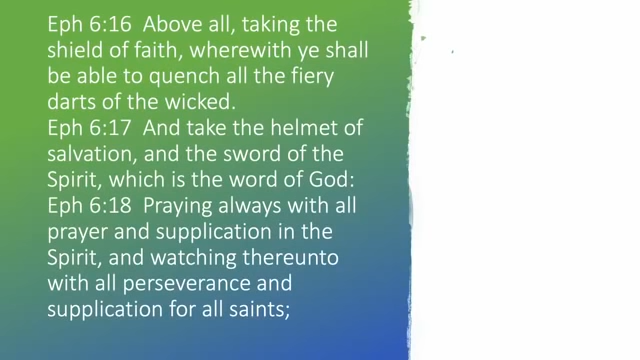 Eph 6:16  Above all, taking the
shield of faith, wherewith ye shall
be able to quench all the fiery
darts of the wicked.
Eph 6:17  And take the helmet of
salvation, and the sword of the
Spirit, which is the word of God:
Eph 6:18  Praying always with all
prayer and supplication in the
Spirit, and watching thereunto
with all perseverance and
supplication for all saints;